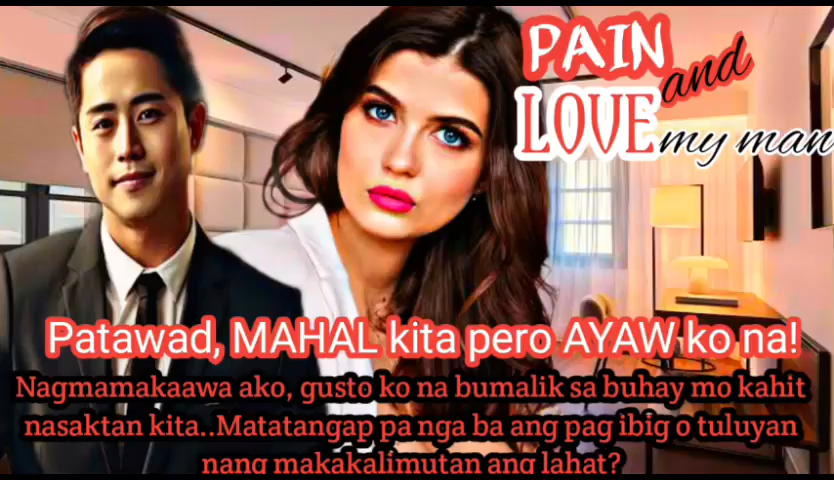 PAIN
and
LOVE my man
Patawad, MAHAL kita pero AYAW ko na!
Nagmamakaawa ako, gusto ko na bumalik sa buhay mo kahit
nasaktan kita..Matatangap pa nga ba ang pag ibig o tuluyan
nang makakalimutan ang lahat?